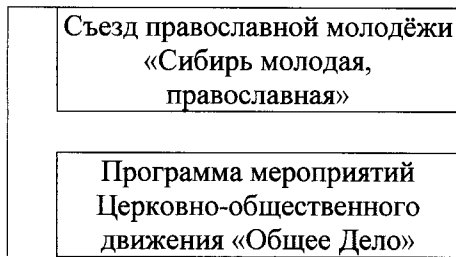 Съезд православной молодёжи
«Сибирь молодая,
православная»
Программа мероприятий
Церковно-общественного
движения «Общее Дело»